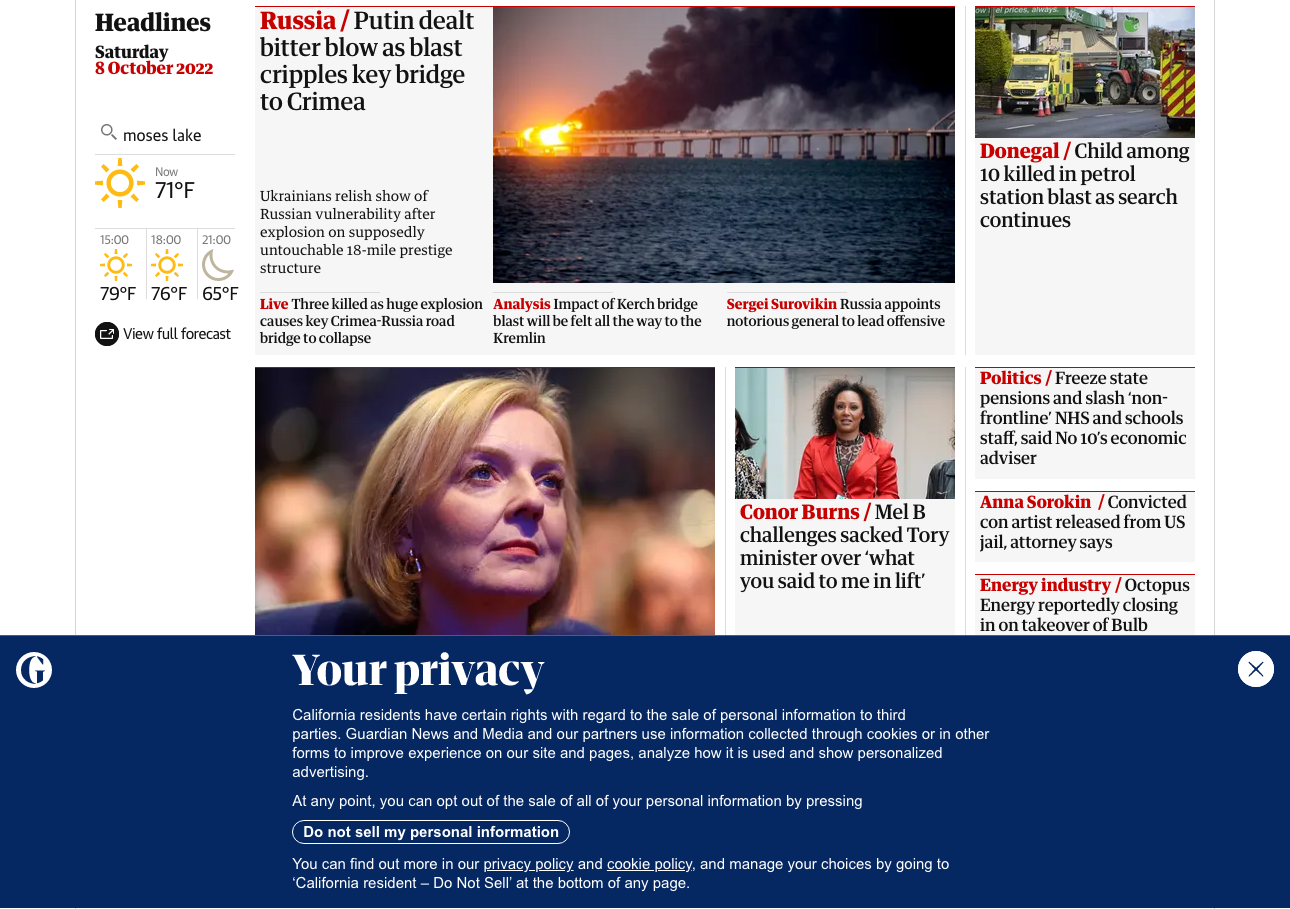 Headlines
Saturday
8 October 2022
moses lake
Now
71°F
15:00
18:00
21:00
79°F
76°F
65°F
View full forecast
Russia / Putin dealt
bitter blow as blast
cripples key bridge
to Crimea
Ukrainians relish show of
Russian vulnerability after
explosion on supposedly
untouchable 18-mile prestige
structure
Live Three killed as huge explosion
causes key Crimea-Russia road
bridge to collapse
Analysis Impact of Kerch bridge
blast will be felt all the way to the
Kremlin
Sergei Surovikin Russia appoints
notorious general to lead offensive
fuel prices, always.
Donegal / Child among
10 killed in petrol
station blast as search
continues
Conor Burns / Mel B
challenges sacked Tory
minister over ‘what
you said to me in lift’
Politics / Freeze state
pensions and slash ‘non-
frontline’ NHS and schools
staff, said No 10’s economic
adviser
Anna Sorokin / Convicted
con artist released from US
jail, attorney says
Energy industry / Octopus
Energy reportedly closing
in on takeover of Bulb
G
Your privacy
California residents have certain rights with regard to the sale of personal information to third
parties. Guardian News and Media and our partners use information collected through cookies or in other
forms to improve experience on our site and pages, analyze how it is used and show personalized
advertising.
At any point, you can opt out of the sale of all of your personal information by pressing
Do not sell my personal information
You can find out more in our privacy policy and cookie policy, and manage your choices by going to
‘California resident – Do Not Sell’ at the bottom of any page.